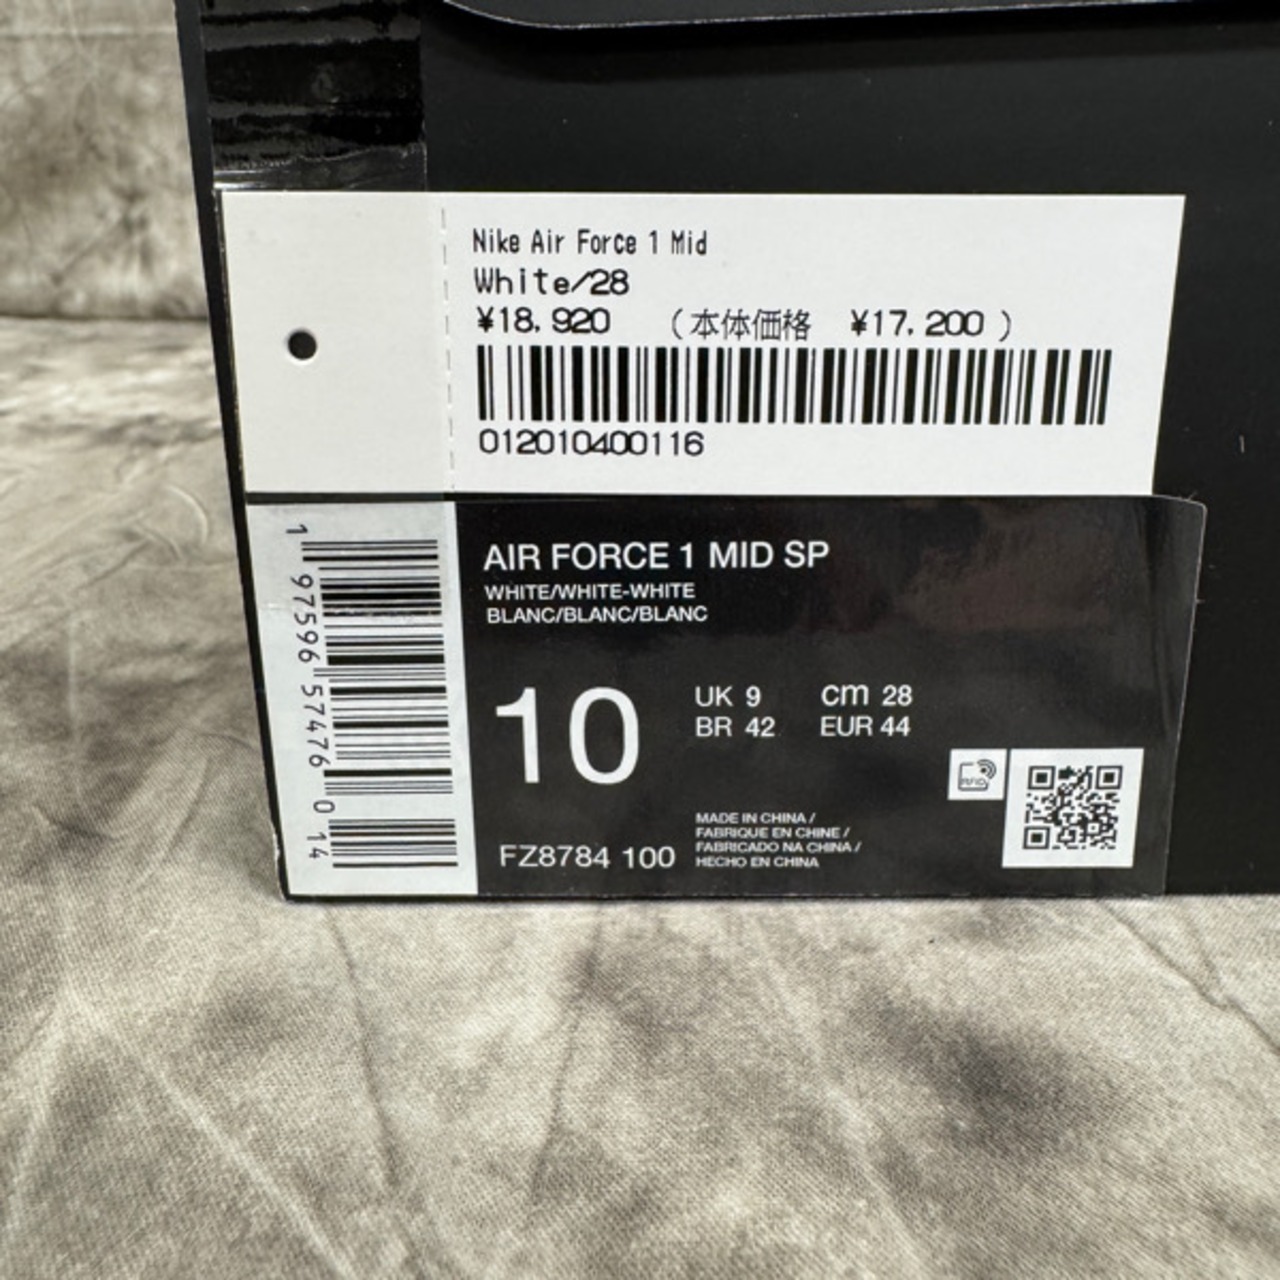 Nike Air Force 1 Mid
White/28
¥18,920 (本体価格 ¥17,200)
012010400116
AIR FORCE 1 MID SP
WHITE/WHITE-WHITE
BLANC/BLANC/BLANC
10
UK 9 cm 28
BR 42 EUR 44
RFID
MADE IN CHINA /
FABRIQUE EN CHINE /
FABRICADO NA CHINA /
HECHO EN CHINA
FZ8784 100
1 97596 57476 0 14